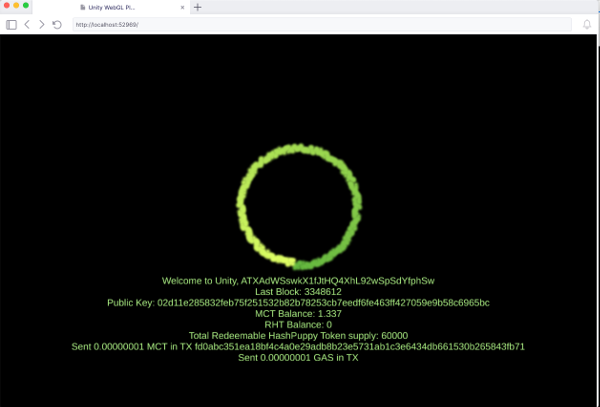 Unity WebGL Pl...
http://localhost:52969/
Welcome to Unity, ATXAdWSswkX1fJtHQ4XhL92wSpSdYfphSw
Last Block: 3348612
Public Key: 02d11e285832feb75f251532b82b78253cb7eedf6fe463ff427059e9b58c6965bc
MCT Balance: 1.337
RHT Balance: 0
Total Redeemable HashPuppy Token supply: 60000
Sent 0.00000001 MCT in TX fd0abc351ea18bf4c4a0e29adb8b23e5731ab1c3e6434db661530b265843fb71
Sent 0.00000001 GAS in TX